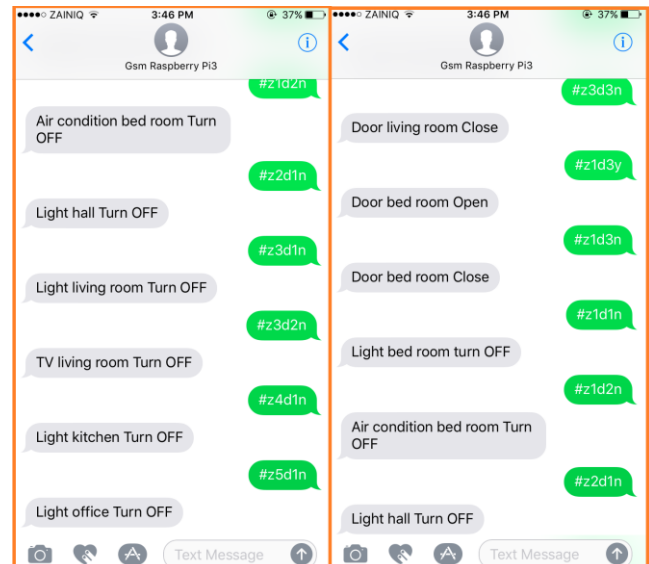 ZAINIQ 3:46 PM 37%
Gsm Raspberry Pi3
#z1d2n
Air condition bed room Turn
OFF
#z2d1n
Light hall Turn OFF
#z3d1n
Light living room Turn OFF
#z3d2n
TV living room Turn OFF
#z4d1n
Light kitchen Turn OFF
#z5d1n
Light office Turn OFF
Text Message
ZAINIQ 3:46 PM 37%
Gsm Raspberry Pi3
#z3d3n
Door living room Close
#z1d3y
Door bed room Open
#z1d3n
Door bed room Close
#z1d1n
Light bed room turn OFF
#z1d2n
Air condition bed room Turn
OFF
#z2d1n
Light hall Turn OFF
Text Message